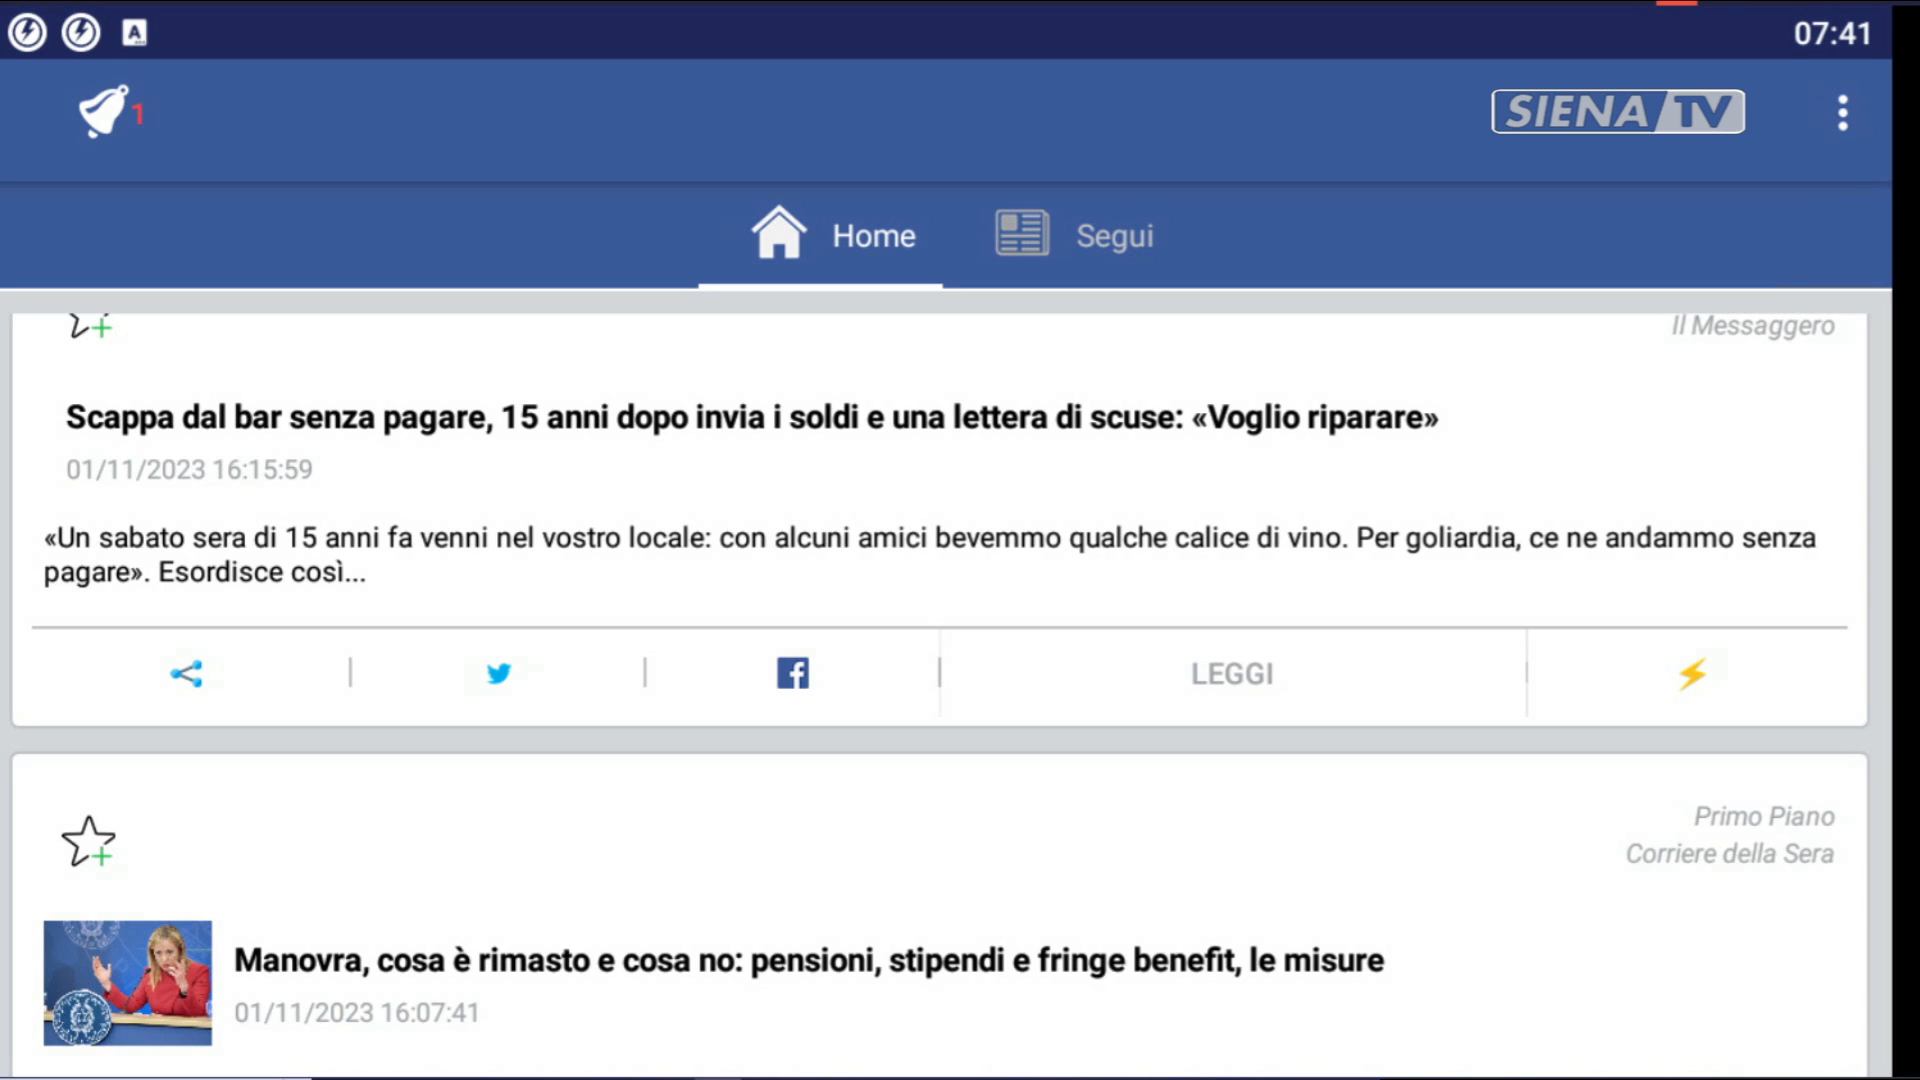 07:41
1
SIENA TV
Home
Segui
Il Messaggero
Scappa dal bar senza pagare, 15 anni dopo invia i soldi e una lettera di scuse: «Voglio riparare»
01/11/2023 16:15:59
«Un sabato sera di 15 anni fa venni nel vostro locale: con alcuni amici bevemmo qualche calice di vino. Per goliardia, ce ne andammo senza
pagare». Esordisce così...
LEGGI
Primo Piano
Corriere della Sera
Manovra, cosa è rimasto e cosa no: pensioni, stipendi e fringe benefit, le misure
01/11/2023 16:07:41